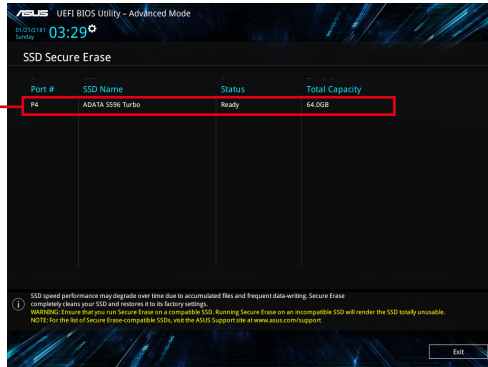 ASUS UEFI BIOS Utility – Advanced Mode
01/21/2181
Sunday
03:29
SSD Secure Erase
Port # SSD Name Status Total Capacity
P4 ADATA S596 Turbo Ready 64.0GB
SSD speed performance may degrade over time due to accumulated files and frequent data-writing. Secure Erase
completely cleans your SSD and restores it to its factory settings.
WARNING: Ensure that you run Secure Erase on a compatible SSD. Running Secure Erase on an incompatible SSD will render the SSD totally unusable.
NOTE: For the list of Secure Erase-compatible SSDs, visit the ASUS Support site at www.asus.com/support
Exit